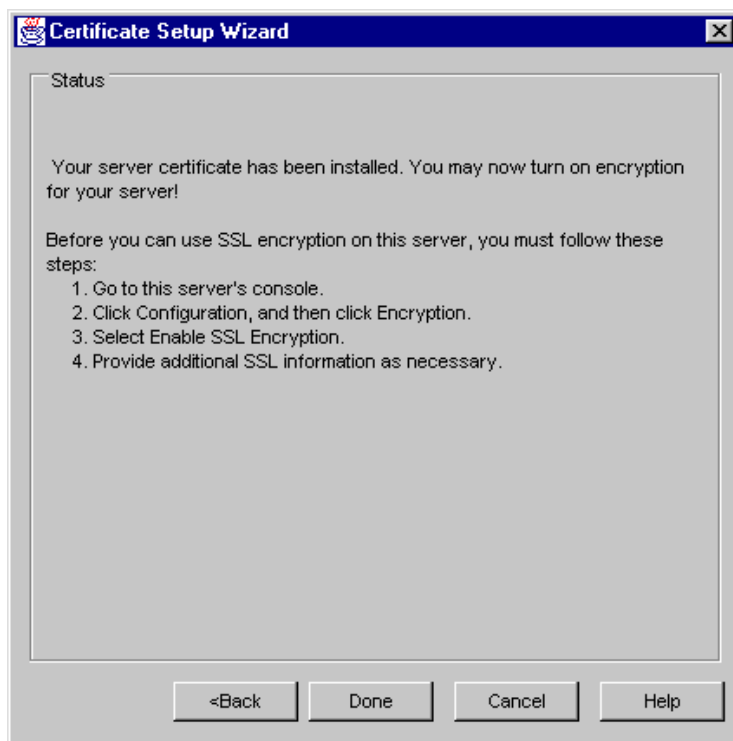 Certificate Setup Wizard
Status
Your server certificate has been installed. You may now turn on encryption
for your server!
Before you can use SSL encryption on this server, you must follow these
steps:
1. Go to this server's console.
2. Click Configuration, and then click Encryption.
3. Select Enable SSL Encryption.
4. Provide additional SSL information as necessary.
<Back
Done
Cancel
Help